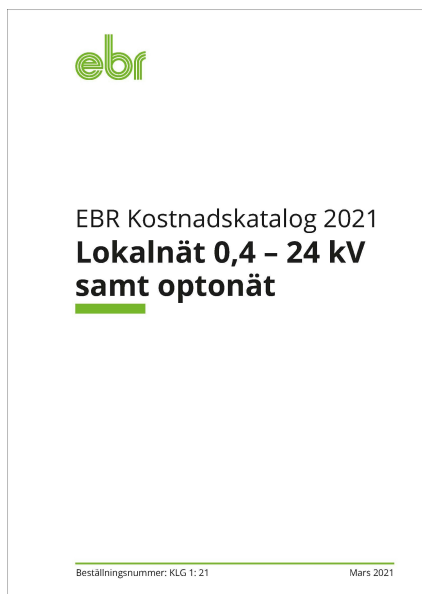 ebr
EBR Kostnadskatalog 2021
Lokalnät 0,4 – 24 kV
samt optonät
Beställningsnummer: KLG 1: 21 Mars 2021